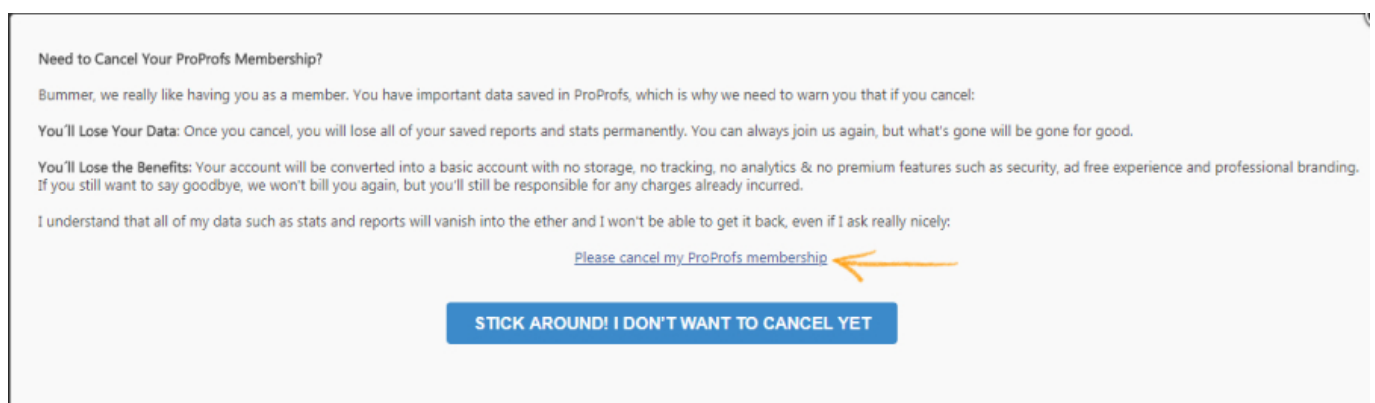 Need to Cancel Your ProProfs Membership?
Bummer, we really like having you as a member. You have important data saved in ProProfs, which is why we need to warn you that if you cancel:
You´ll Lose Your Data: Once you cancel, you will lose all of your saved reports and stats permanently. You can always join us again, but what's gone will be gone for good.
You´ll Lose the Benefits: Your account will be converted into a basic account with no storage, no tracking, no analytics & no premium features such as security, ad free experience and professional branding.
If you still want to say goodbye, we won't bill you again, but you'll still be responsible for any charges already incurred.
I understand that all of my data such as stats and reports will vanish into the ether and I won't be able to get it back, even if I ask really nicely:
Please cancel my ProProfs membership
STICK AROUND! I DON'T WANT TO CANCEL YET